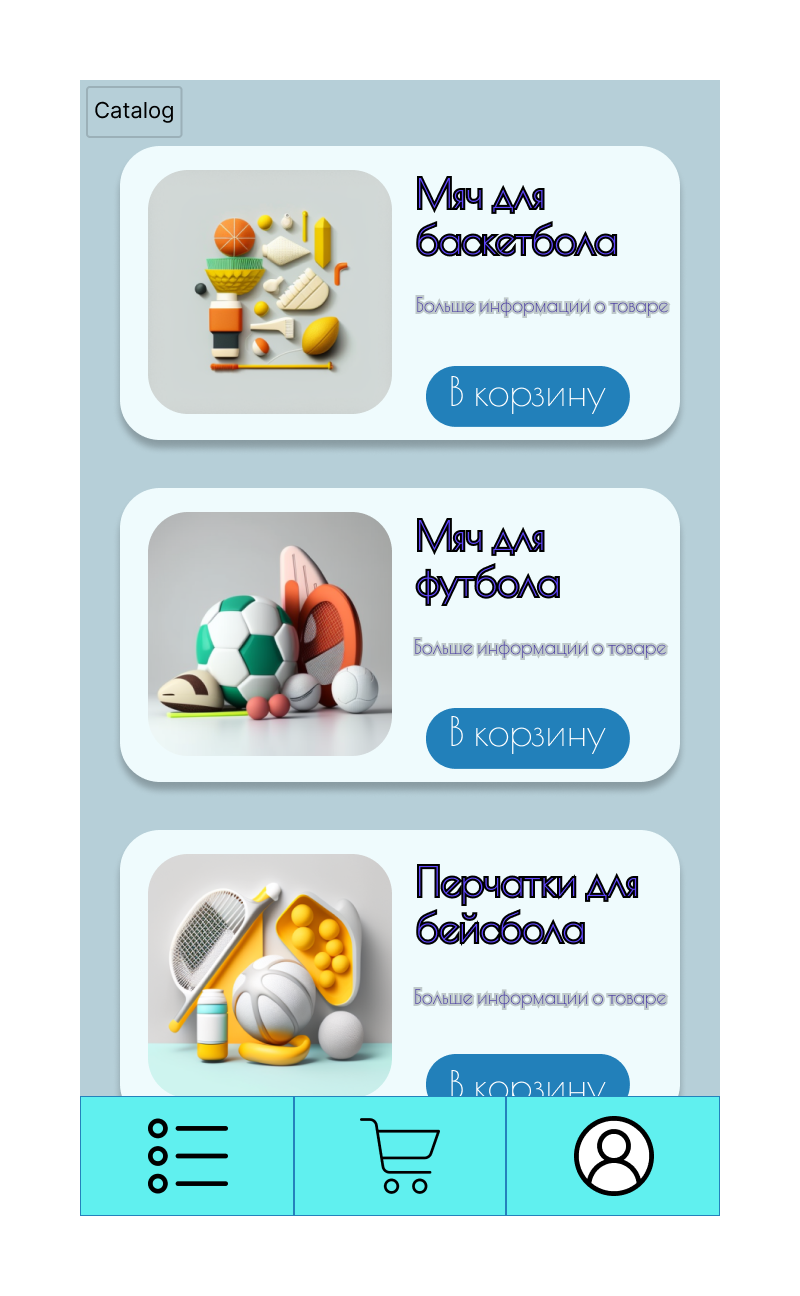 Catalog
Мяч для
баскетбола
Больше информации о товаре
В корзину
Мяч для
футбола
Больше информации о товаре
В корзину
Перчатки для
бейсбола
Больше информации о товаре
В корзину